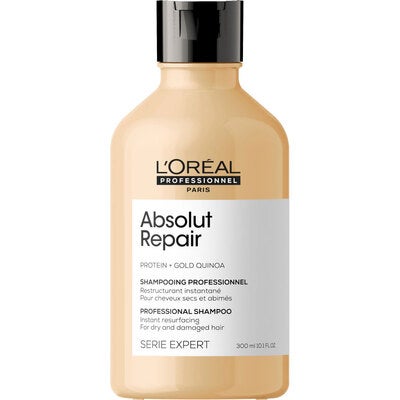 L'ORÉAL
PROFESSIONNEL
PARIS
Absolut
Repair
PROTEIN + GOLD QUINOA
SHAMPOOING PROFESSIONNEL
Restructurant instantané
Pour cheveux secs et abimés
PROFESSIONAL SHAMPOO
Instant resurfacing
For dry and damaged hair
SERIE EXPERT
300 ml 10.1 FL.OZ